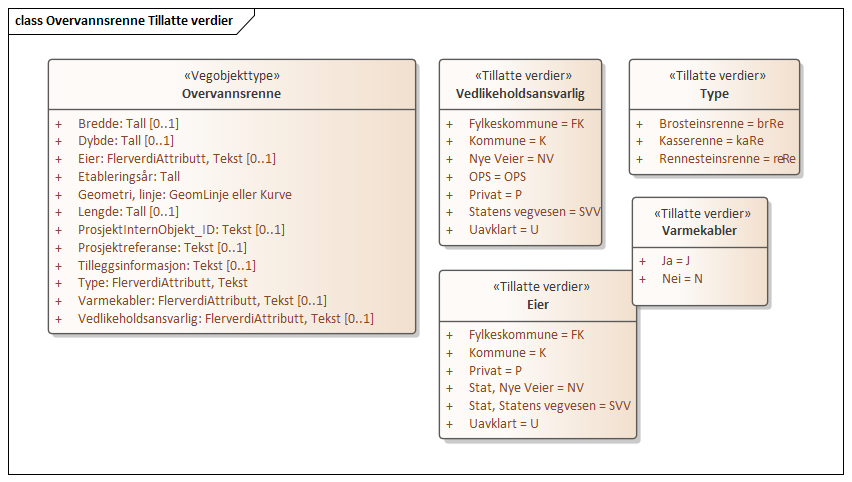 class Overvannsrenne Tillatte verdier
«Vegobjekttype»
Overvannsrenne
+ Bredde: Tall [0..1]
+ Dybde: Tall [0..1]
+ Eier: FlerverdiAttributt, Tekst [0..1]
+ Etableringsår: Tall
+ Geometri, linje: GeomLinje eller Kurve
+ Lengde: Tall [0..1]
+ ProsjektInternObjekt_ID: Tekst [0..1]
+ Prosjektreferanse: Tekst [0..1]
+ Tilleggsinformasjon: Tekst [0..1]
+ Type: FlerverdiAttributt, Tekst
+ Varmekabler: FlerverdiAttributt, Tekst [0..1]
+ Vedlikeholdsansvarlig: FlerverdiAttributt, Tekst [0..1]
«Tillatte verdier»
Vedlikeholdsansvarlig
+ Fylkeskommune = FK
+ Kommune = K
+ Nye Veier = NV
+ OPS = OPS
+ Privat = P
+ Statens vegvesen = SVV
+ Uavklart = U
«Tillatte verdier»
Type
+ Brosteinsrenne = brRe
+ Kasserenne = kaRe
+ Rennesteinsrenne = reRe
«Tillatte verdier»
Varmekabler
+ Ja = J
+ Nei = N
«Tillatte verdier»
Eier
+ Fylkeskommune = FK
+ Kommune = K
+ Privat = P
+ Stat, Nye Veier = NV
+ Stat, Statens vegvesen = SVV
+ Uavklart = U